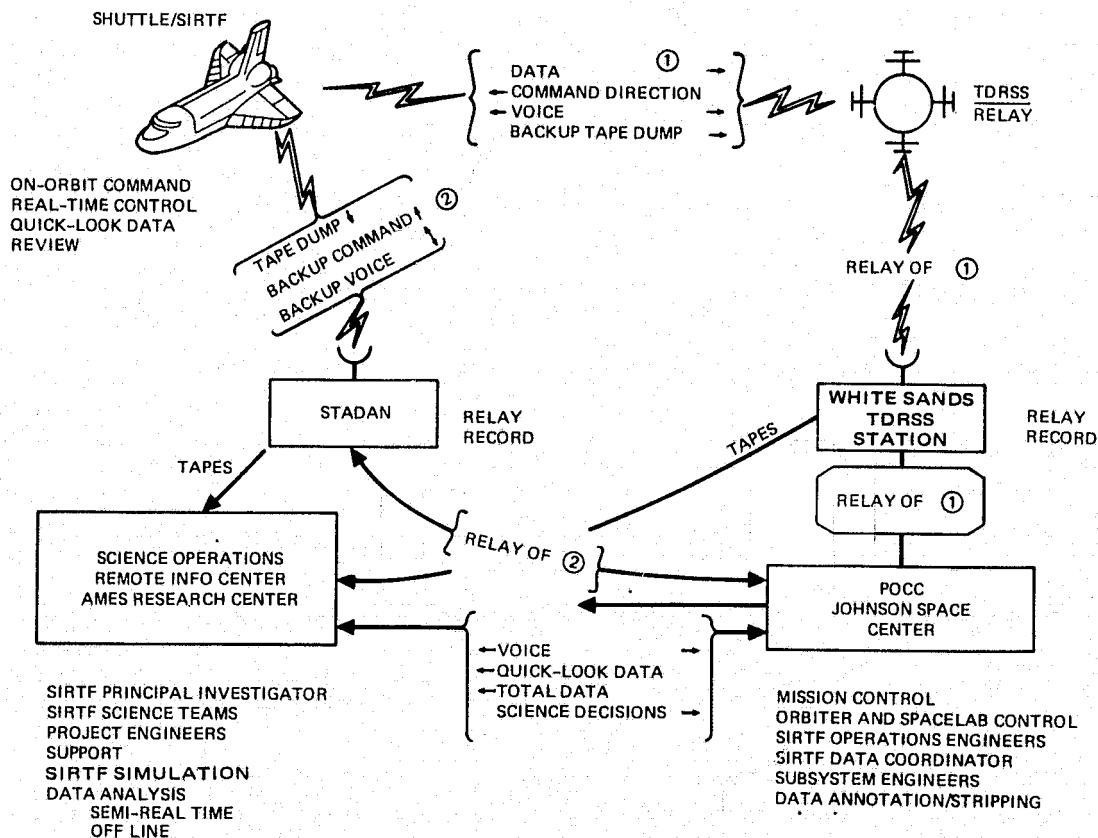 SHUTTLE/SIRTF
DATA →
①
← COMMAND DIRECTION
← VOICE →
BACKUP TAPE DUMP →
TDRSS
RELAY
ON-ORBIT COMMAND
REAL-TIME CONTROL
QUICK-LOOK DATA
REVIEW
TAPE DUMP
BACKUP COMMAND
BACKUP VOICE
②
RELAY OF ①
STADAN
RELAY
RECORD
WHITE SANDS
TDRSS
STATION
RELAY
RECORD
TAPES
TAPES
RELAY OF ①
RELAY OF ②
SCIENCE OPERATIONS
REMOTE INFO CENTER
AMES RESEARCH CENTER
POCC
JOHNSON SPACE
CENTER
← VOICE →
← QUICK-LOOK DATA
← TOTAL DATA
SCIENCE DECISIONS →
SIRTF PRINCIPAL INVESTIGATOR
SIRTF SCIENCE TEAMS
PROJECT ENGINEERS
SUPPORT
SIRTF SIMULATION
DATA ANALYSIS
SEMI-REAL TIME
OFF LINE
MISSION CONTROL
ORBITER AND SPACELAB CONTROL
SIRTF OPERATIONS ENGINEERS
SIRTF DATA COORDINATOR
SUBSYSTEM ENGINEERS
DATA ANNOTATION/STRIPPING